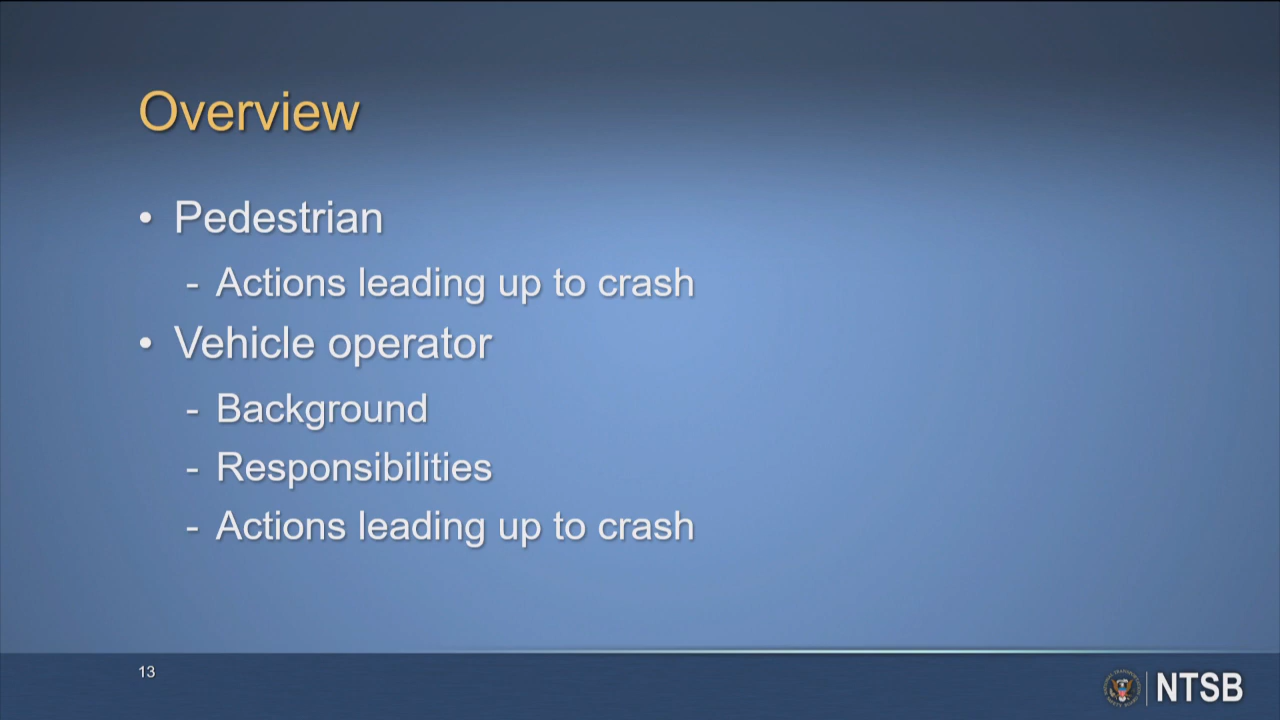 Overview
• Pedestrian
- Actions leading up to crash
• Vehicle operator
- Background
- Responsibilities
- Actions leading up to crash
13
NTSB